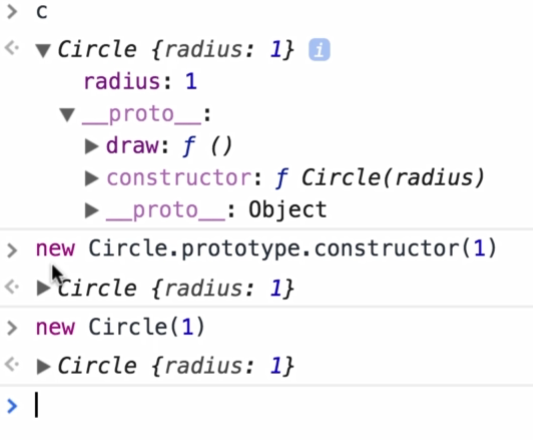 > c
<· ▼ Circle {radius: 1} i
radius: 1
▼ __proto__:
▶ draw: ƒ ()
▶ constructor: ƒ Circle(radius)
▶ __proto__: Object
> new Circle.prototype.constructor(1)
<· ▶ Circle {radius: 1}
> new Circle(1)
<· ▶ Circle {radius: 1}
>